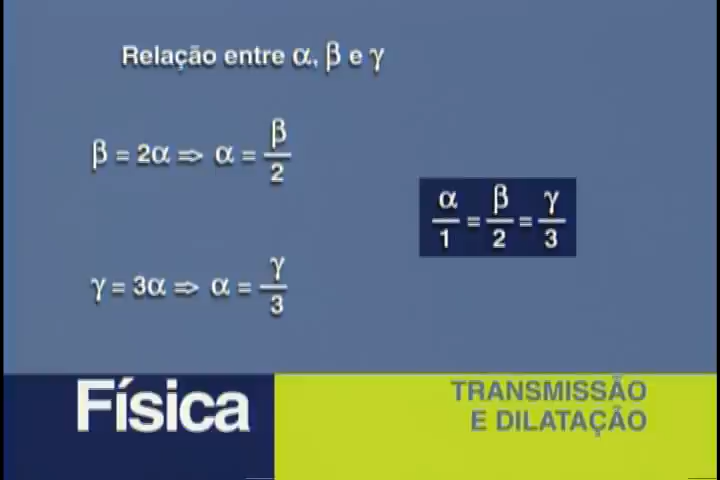 Relação entre α, β e γ
β = 2α ⇒ α = β/2
α/1 = β/2 = γ/3
γ = 3α ⇒ α = γ/3
Física
TRANSMISSÃO
E DILATAÇÃO